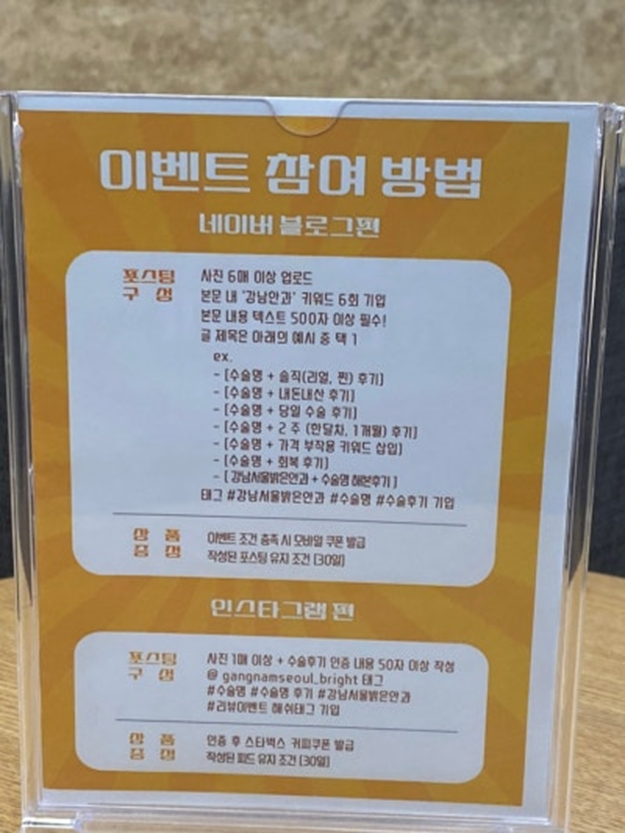 이벤트 참여 방법
네이버 블로그편
포스팅 구성
사진 6매 이상 업로드
본문 내 '강남안과' 키워드 6회 기입
본문 내용 텍스트 500자 이상 필수!
글 제목은 아래의 예시 중 택 1
ex.
- [수술명 + 솔직(리얼, 찐) 후기]
- [수술명 + 내돈내산 후기]
- [수술명 + 당일 수술 후기]
- [수술명 + 2 주 (한달차, 1개월) 후기]
- [수술명 + 가격 부작용 키워드 삽입]
- [수술명 + 회복 후기]
- [강남서울밝은안과 + 수술명 해본후기]
태그 #강남서울밝은안과 #수술명 #수술후기 기입
상품 증정
이벤트 조건 충족 시 모바일 쿠폰 발급
작성된 포스팅 유지 조건 [30일]
인스타그램 편
포스팅 구성
사진 1매 이상 + 수술후기 인증 내용 50자 이상 작성
@ gangnamseoul_bright 태그
#수술명 #수술명 후기 #강남서울밝은안과
#리뷰이벤트 해쉬태그 기입
상품 증정
인증 후 스타벅스 커피쿠폰 발급
작성된 피드 유지 조건 [30일]